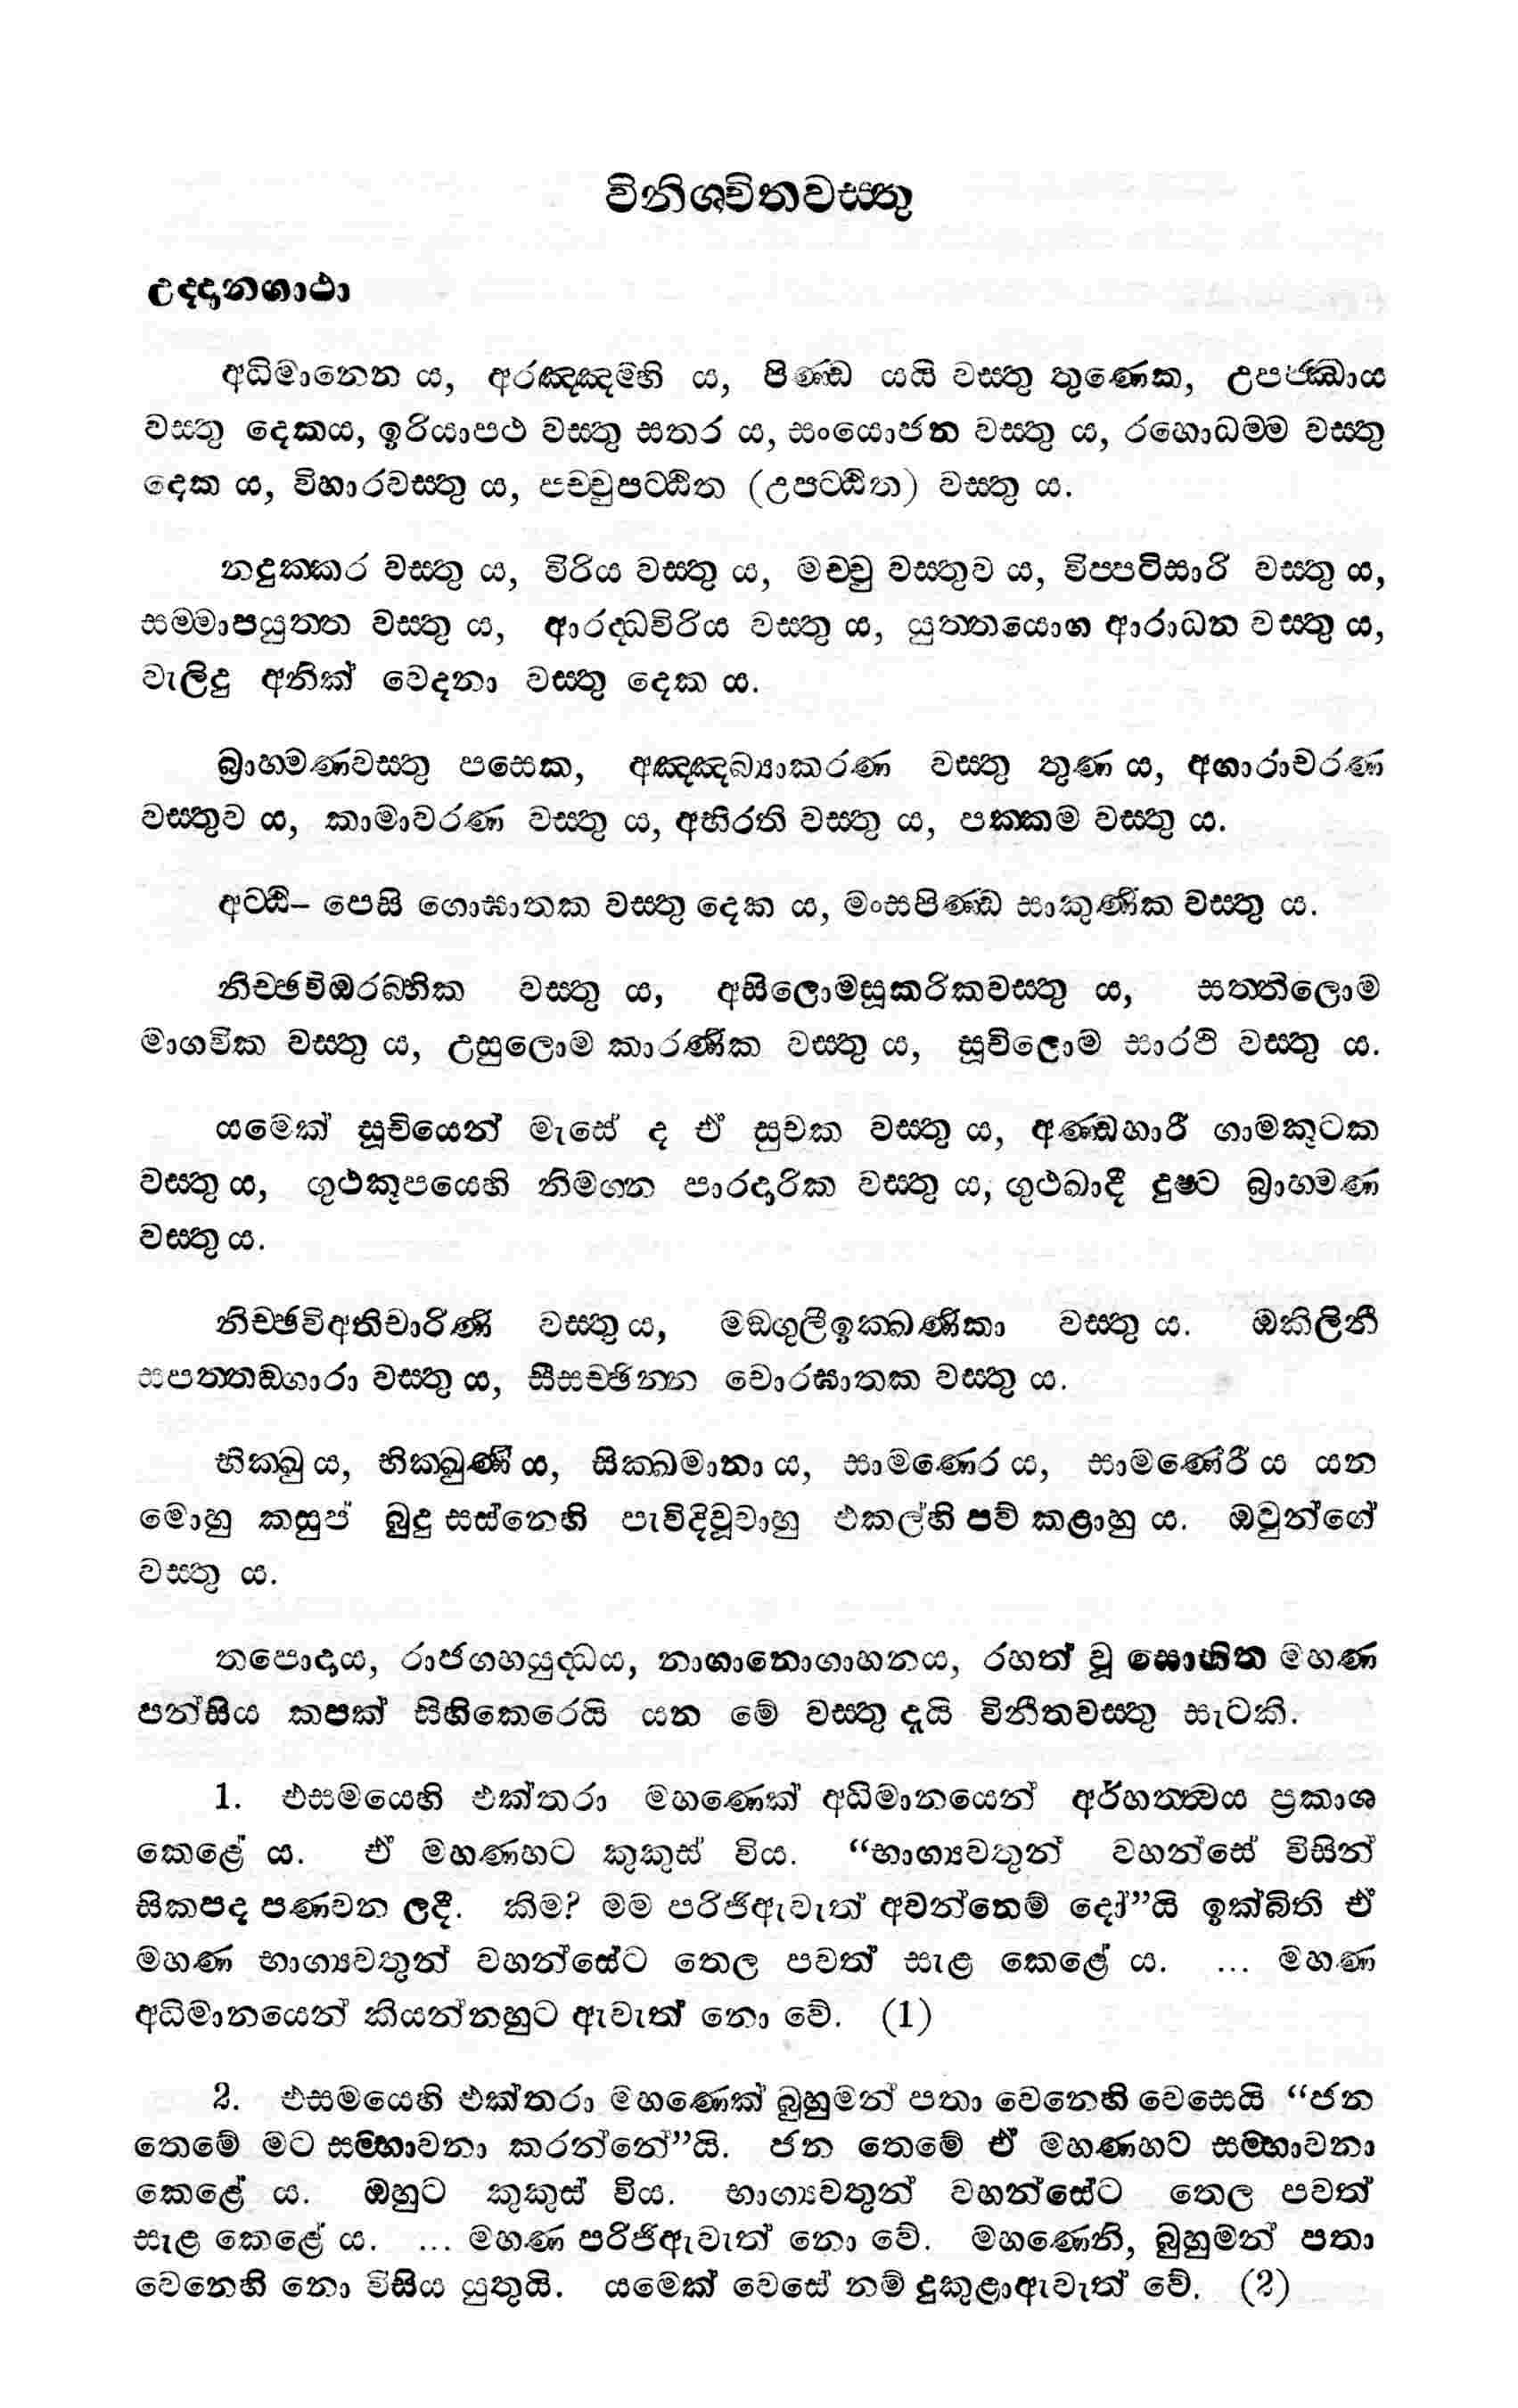 විනිශ්චිතවස්තු
උද්දානගාථා
අධිමානෙන ය, අරඤ්ඤම්හි ය, පිණ්ඩ යයි වස්තු තුණෙක, උපජ්ඣාය
වස්තු දෙකය, ඉරියාපථ වස්තු සතර ය, සංයොජන වස්තු ය, රහොධම්ම වස්තු
දෙක ය, විහාරවස්තු ය, පච්චුපට්ඨිත (උපට්ඨිත) වස්තු ය.
නදුක්කර වස්තු ය, විරිය වස්තු ය, මච්චු වස්තුව ය, විප්පටිසාරි වස්තු ය,
සම්මාපයුත්ත වස්තු ය, ආරද්ධවිරිය වස්තු ය, යුත්තයොග ආරාධන වස්තු ය,
වැලිදු අනික් වෙදනා වස්තු දෙක ය.
බ්‍රාහ්මණවස්තු පසෙක, අඤ්ඤබ්‍යාකරණ වස්තු තුණ ය, අගාරාවරණ
වස්තුව ය, කාමාවරණ වස්තු ය, අභිරති වස්තු ය, පක්කම වස්තු ය.
අට්ඨි– පෙසි ගොඝාතක වස්තු දෙක ය, මංසපිණ්ඩ සාකුණික වස්තු ය.
නිච්ඡවිඔරබ්භික වස්තු ය, අසිලොමසූකරිකවස්තු ය, සත්තිලොම
මාගවික වස්තු ය, උසුලොම කාරණික වස්තු ය, සූචිලොම සාරථි වස්තු ය.
යමෙක් සූචියෙන් මැසේ ද ඒ සුචක වස්තු ය, අණ්ඩහාරී ගාමකූටක
වස්තු ය, ගූථකූපයෙහි නිමග්න පාරදාරික වස්තු ය, ගුථඛාදී දුෂ්ට බ්‍රාහ්මණ
වස්තු ය.
නිච්ඡවිඅතිචාරිණී වස්තු ය, මඞ්ගුලීඉක්ඛණිකා වස්තු ය. ඔකිලිනී
සපත්තඞ්ගාරා වස්තු ය, සීසච්ඡින්න චොරඝාතක වස්තු ය.
භික්ඛු ය, භික්ඛුණී ය, සික්ඛමානා ය, සාමණෙර ය, සාමණේරී ය යන
මොහු කසුප් බුදු සස්නෙහි පැවිදිවූවාහු එකල්හි පව් කළාහු ය. ඔවුන්ගේ
වස්තු ය.
තපොදාය, රාජගහයුද්ධය, නාගානොගාහනය, රහත් වූ සොභිත මහණ
පන්සිය කපක් සිහිකෙරෙයි යන මේ වස්තු දැයි විනීතවස්තු සැටකි.
1. එසමයෙහි එක්තරා මහණෙක් අධිමානයෙන් අර්හත්ත්‍වය ප්‍රකාශ
කෙළේ ය. ඒ මහණහට කුකුස් විය. “භාග්‍යවතුන් වහන්සේ විසින්
සිකපද පණවන ලදී. කිම? මම පරිජිඇවැත් අවන්නෙම් දෝ”යි ඉක්බිති ඒ
මහණ භාග්‍යවතුන් වහන්සේට තෙල පවත් සැළ කෙළේ ය. ... මහණ
අධිමානයෙන් කියන්නහුට ඇවැත් නො වේ. (1)
2. එසමයෙහි එක්තරා මහණෙක් බුහුමන් පතා වෙනෙහි වෙසෙයි “ජන
තෙමේ මට සම්භාවනා කරන්නේ”යි. ජන තෙමේ ඒ මහණහට සම්භාවනා
කෙළේ ය. ඔහුට කුකුස් විය. භාග්‍යවතුන් වහන්සේට තෙල පවත්
සැළ කෙළේ ය. ... මහණ පරිජිඇවැත් නො වේ. මහණෙනි, බුහුමන් පතා
වෙනෙහි නො විසිය යුතුයි. යමෙක් වෙසේ නම් දුකුළාඇවැත් වේ. (2)